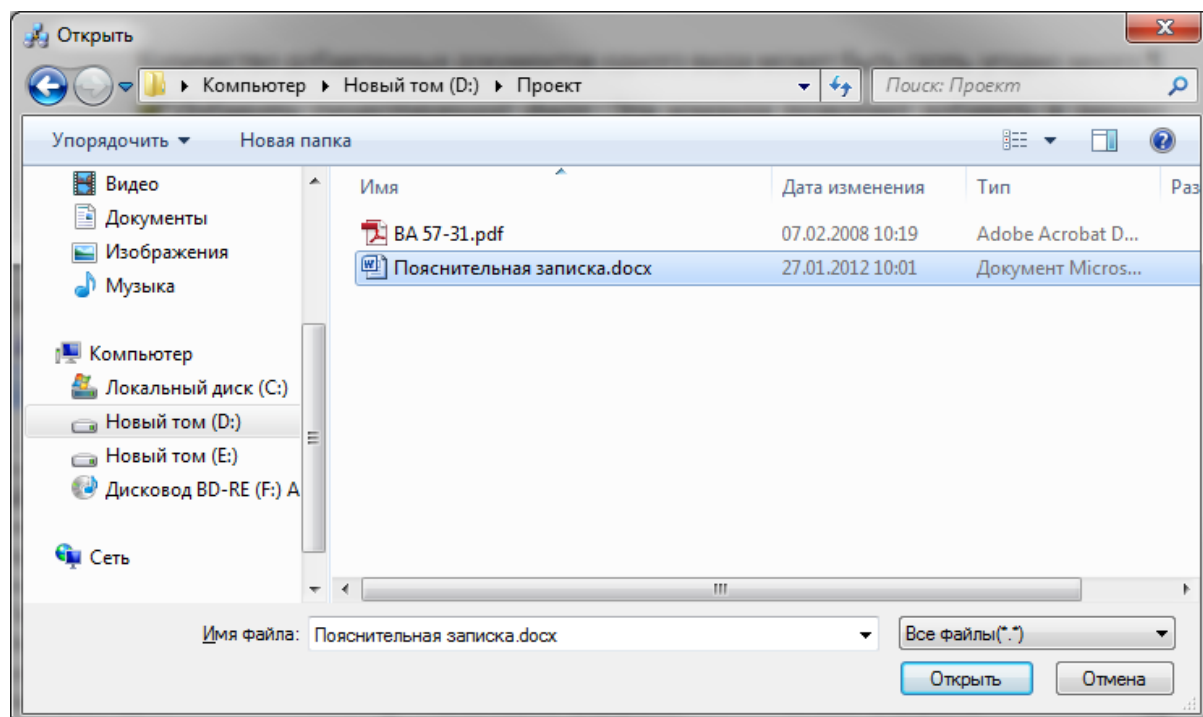 Открыть
Компьютер ▸ Новый том (D:) ▸ Проект
Поиск: Проект
Упорядочить
Новая папка
Видео
Документы
Изображения
Музыка
Компьютер
Локальный диск (C:)
Новый том (D:)
Новый том (E:)
Дисковод BD-RE (F:) A
Сеть
Имя Дата изменения Тип Раз
ВА 57-31.pdf 07.02.2008 10:19 Adobe Acrobat D...
Пояснительная записка.docx 27.01.2012 10:01 Документ Micros...
Имя файла: Пояснительная записка.docx Все файлы(*.*)
Открыть Отмена